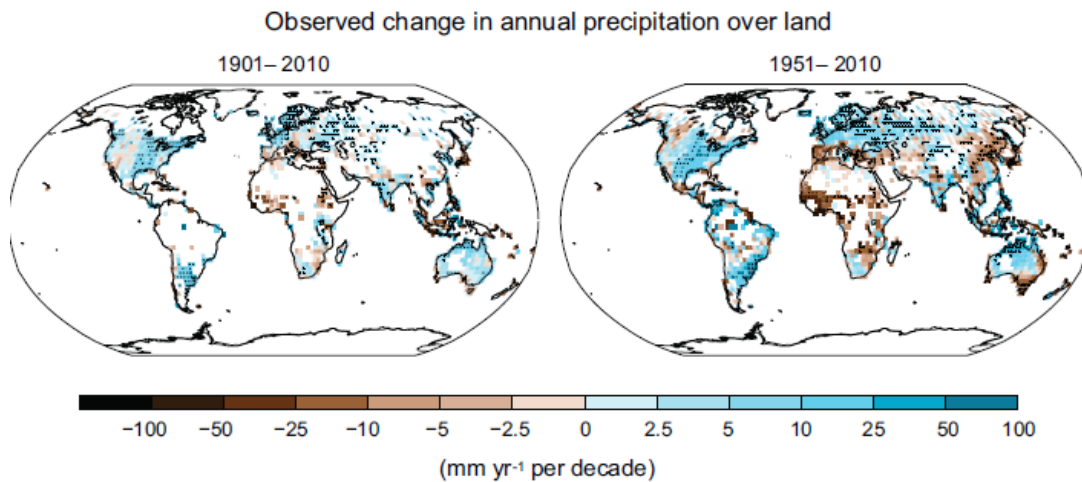 Observed change in annual precipitation over land
1901– 2010
1951– 2010
−100 −50 −25 −10 −5 −2.5 0 2.5 5 10 25 50 100
(mm yr-1 per decade)